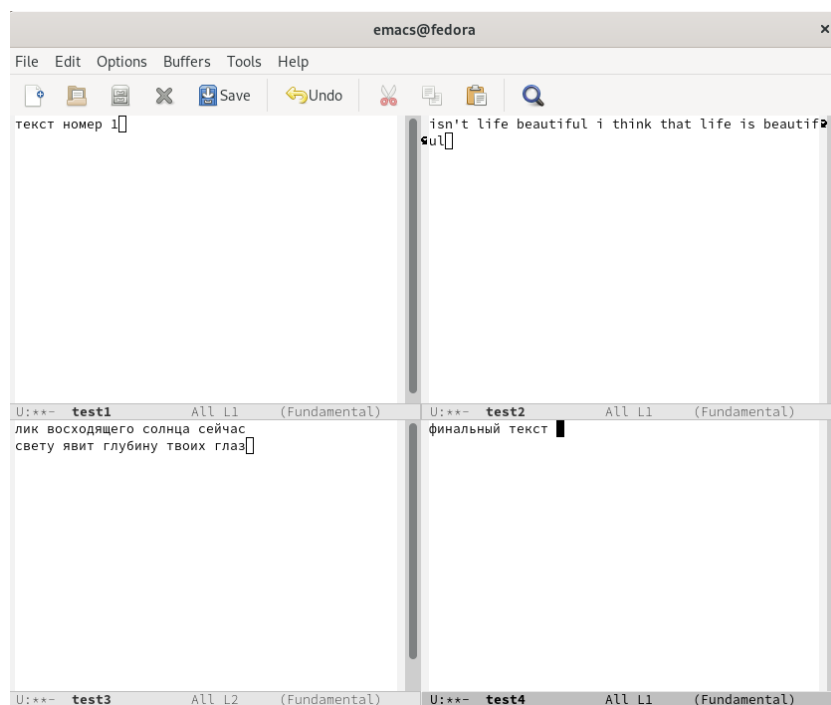 emacs@fedora
File Edit Options Buffers Tools Help
Save Undo
текст номер 1
U:**- test1 All L1 (Fundamental)
isn't life beautiful i think that life is beautif
ul
U:**- test2 All L1 (Fundamental)
лик восходящего солнца сейчас
свету явит глубину твоих глаз
U:**- test3 All L2 (Fundamental)
финальный текст
U:**- test4 All L1 (Fundamental)